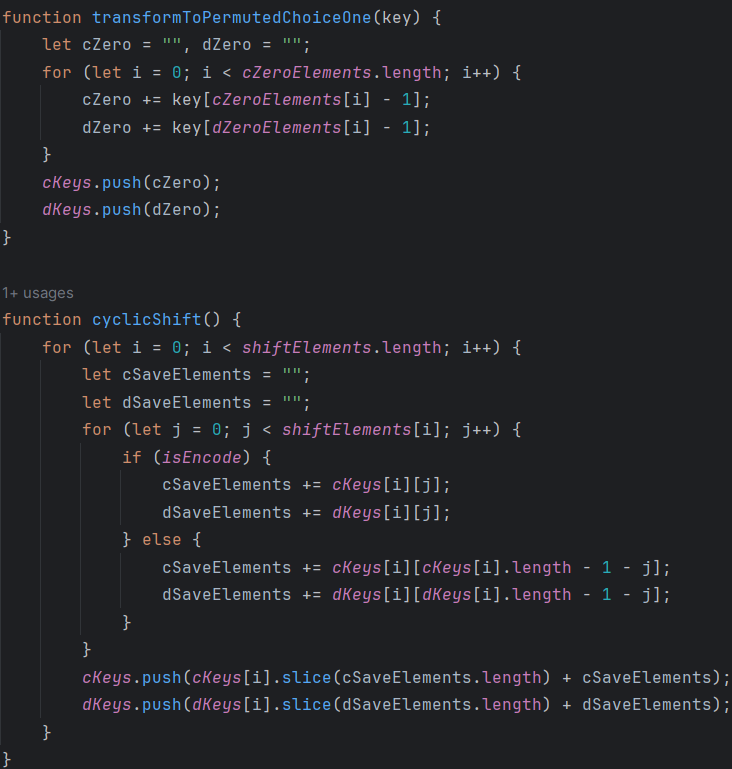 function transformToPermutedChoiceOne(key) {
    let cZero = "", dZero = "";
    for (let i = 0; i < cZeroElements.length; i++) {
        cZero += key[cZeroElements[i] - 1];
        dZero += key[dZeroElements[i] - 1];
    }
    cKeys.push(cZero);
    dKeys.push(dZero);
}
1+ usages
function cyclicShift() {
    for (let i = 0; i < shiftElements.length; i++) {
        let cSaveElements = "";
        let dSaveElements = "";
        for (let j = 0; j < shiftElements[i]; j++) {
            if (isEncode) {
                cSaveElements += cKeys[i][j];
                dSaveElements += dKeys[i][j];
            } else {
                cSaveElements += cKeys[i][cKeys[i].length - 1 - j];
                dSaveElements += dKeys[i][dKeys[i].length - 1 - j];
            }
        }
        cKeys.push(cKeys[i].slice(cSaveElements.length) + cSaveElements);
        dKeys.push(dKeys[i].slice(dSaveElements.length) + dSaveElements);
    }
}